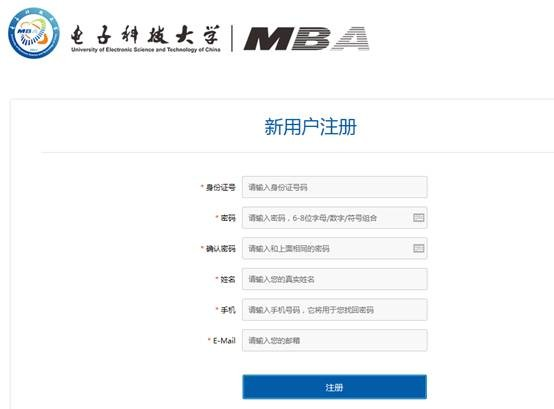 电子科技大学 MBA
University of Electronic Science and Technology of China
MBA
新用户注册
* 身份证号 请输入身份证号码
* 密码 请输入密码，6-8位字母/数字/符号组合
* 确认密码 请输入和上面相同的密码
* 姓名 请输入您的真实姓名
* 手机 请输入手机号码，它将用于您找回密码
* E-Mail 请输入您的邮箱
注册